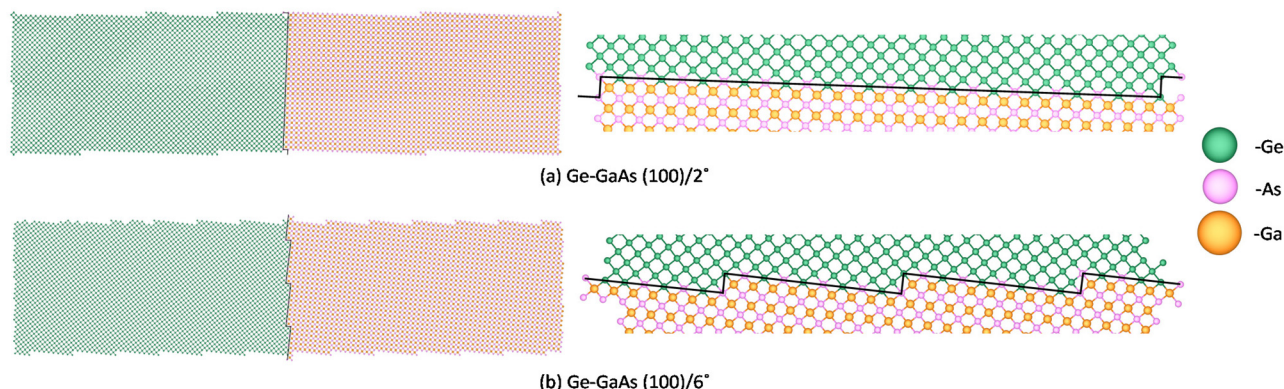 (a) Ge-GaAs (100)/2°
-Ge
-As
-Ga
(b) Ge-GaAs (100)/6°